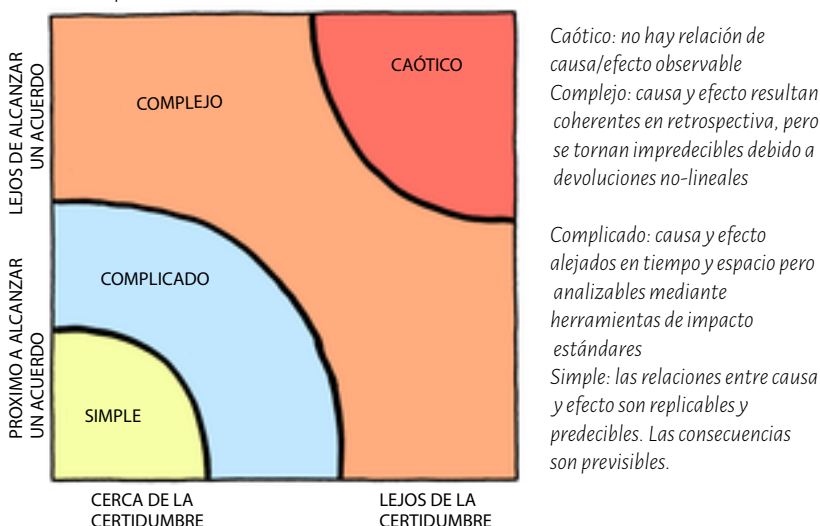 LEJOS DE ALCANZAR
UN ACUERDO
PROXIMO A ALCANZAR
UN ACUERDO
CAÓTICO
COMPLEJO
COMPLICADO
SIMPLE
CERCA DE LA
CERTIDUMBRE
LEJOS DE LA
CERTIDUMBRE
Caótico: no hay relación de
causa/efecto observable
Complejo: causa y efecto resultan
coherentes en retrospectiva, pero
se tornan impredecibles debido a
devoluciones no-lineales
Complicado: causa y efecto
alejados en tiempo y espacio pero
analizables mediante
herramientas de impacto
estándares
Simple: las relaciones entre causa
y efecto son replicables y
predecibles. Las consecuencias
son previsibles.